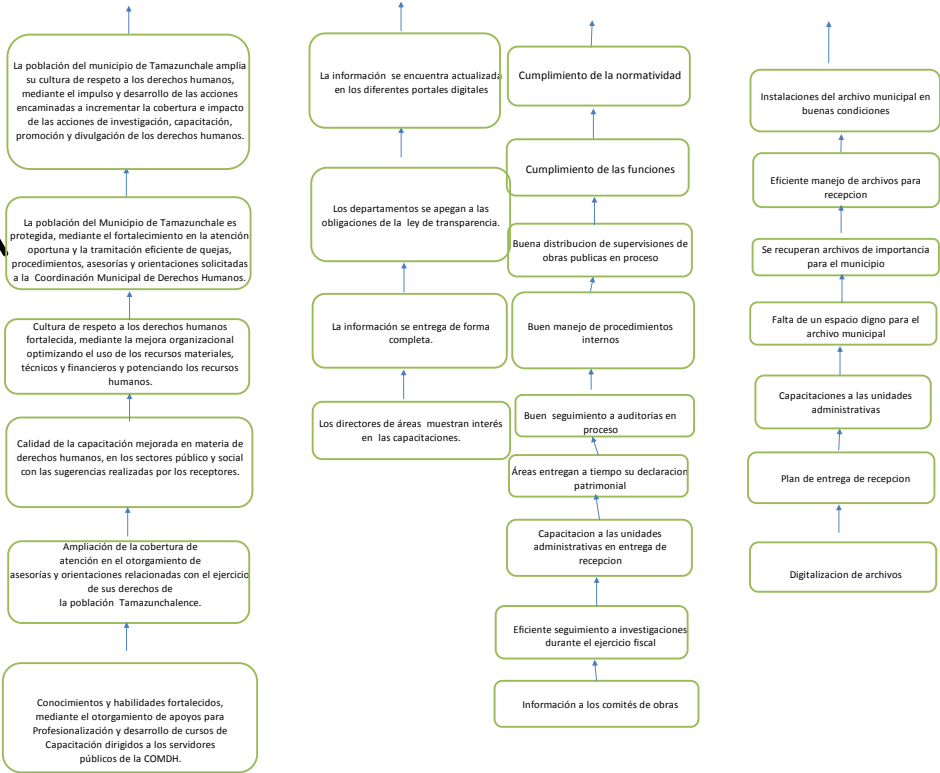 La población del municipio de Tamazunchale amplia
su cultura de respeto a los derechos humanos,
mediante el impulso y desarrollo de las acciones
encaminadas a incrementar la cobertura e impacto
de las acciones de investigación, capacitación,
promoción y divulgación de los derechos humanos.
La población del Municipio de Tamazunchale es
protegida, mediante el fortalecimiento en la atención
oportuna y la tramitación eficiente de quejas,
procedimientos, asesorías y orientaciones solicitadas
a la Coordinación Municipal de Derechos Humanos.
Cultura de respeto a los derechos humanos
fortalecida, mediante la mejora organizacional
optimizando el uso de los recursos materiales,
técnicos y financieros y potenciando los recursos
humanos.
Calidad de la capacitación mejorada en materia de
derechos humanos, en los sectores público y social
con las sugerencias realizadas por los receptores.
Ampliación de la cobertura de
atención en el otorgamiento de
asesorías y orientaciones relacionadas con el ejercicio
de sus derechos de
la población Tamazunchalence.
Conocimientos y habilidades fortalecidos,
mediante el otorgamiento de apoyos para
Profesionalización y desarrollo de cursos de
Capacitación dirigidos a los servidores
públicos de la COMDH.
La información se encuentra actualizada
en los diferentes portales digitales
Los departamentos se apegan a las
obligaciones de la ley de transparencia.
La información se entrega de forma
completa.
Los directores de áreas muestran interés
en las capacitaciones.
Cumplimiento de la normatividad
Cumplimiento de las funciones
Buena distribucion de supervisiones de
obras publicas en proceso
Buen manejo de procedimientos
internos
Buen seguimiento a auditorias en
proceso
Áreas entregan a tiempo su declaracion
patrimonial
Capacitacion a las unidades
administrativas en entrega de
recepcion
Eficiente seguimiento a investigaciones
durante el ejercicio fiscal
Información a los comités de obras
Instalaciones del archivo municipal en
buenas condiciones
Eficiente manejo de archivos para
recepcion
Se recuperan archivos de importancia
para el municipio
Falta de un espacio digno para el
archivo municipal
Capacitaciones a las unidades
administrativas
Plan de entrega de recepcion
Digitalizacion de archivos